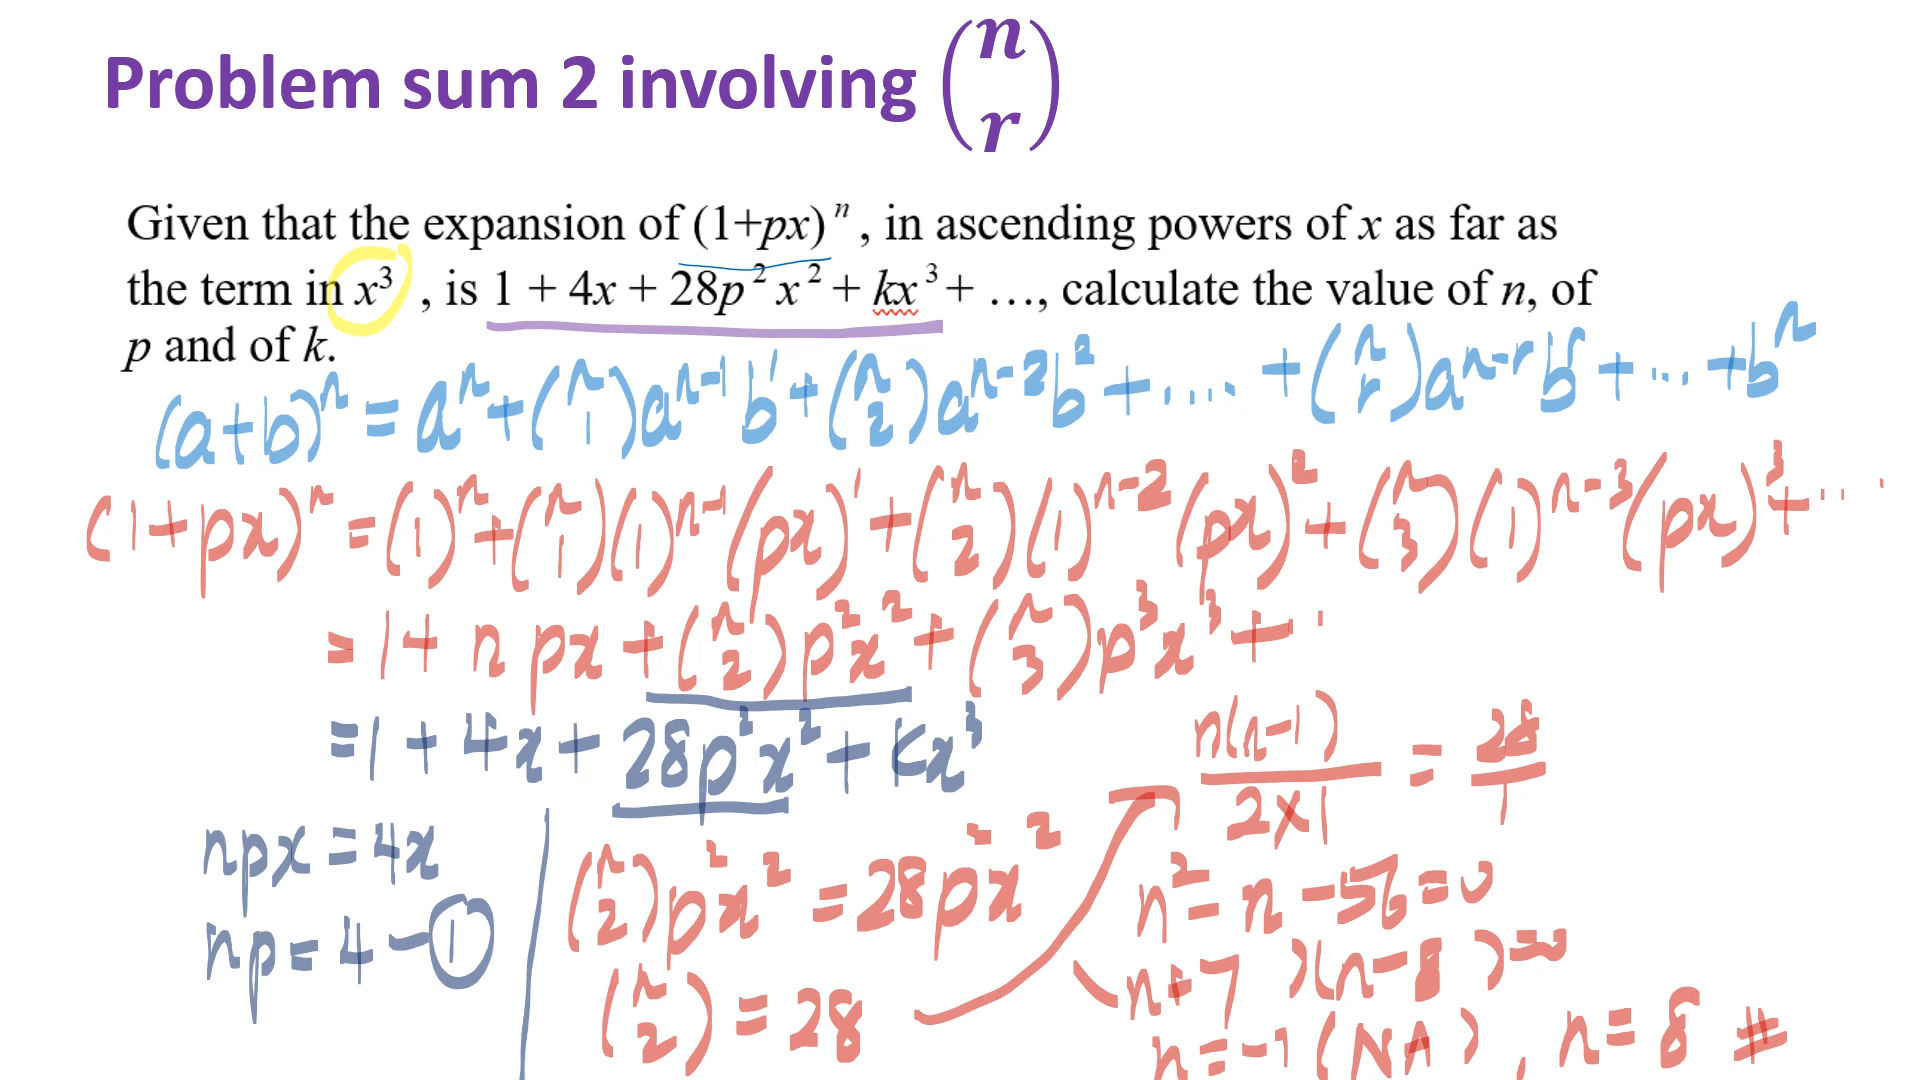 Problem sum 2 involving (n r)
Given that the expansion of (1+px)ⁿ, in ascending powers of x as far as
the term in x³ , is 1 + 4x + 28p²x² + kx³ + …, calculate the value of n, of
p and of k.
(a+b)ⁿ = aⁿ + (n 1)aⁿ⁻¹b¹ + (n 2)aⁿ⁻²b² + .... + (n r)aⁿ⁻ʳbʳ + ... + bⁿ
(1+px)ⁿ = (1)ⁿ + (n 1)(1)ⁿ⁻¹(px)¹ + (n 2)(1)ⁿ⁻²(px)² + (n 3)(1)ⁿ⁻³(px)³ + ....
= 1 + npx + (n 2)p²x² + (n 3)p³x³ + ..
= 1 + 4x + 28p²x² + kx³
npx = 4x
np = 4 – ①
(n 2)p²x² = 28p²x²
(n 2) = 28
n(n-1)/2×1 = 28/1
n² - n - 56 = 0
(n+7)(n-8) = 0
n = -7 (NA), n = 8 #